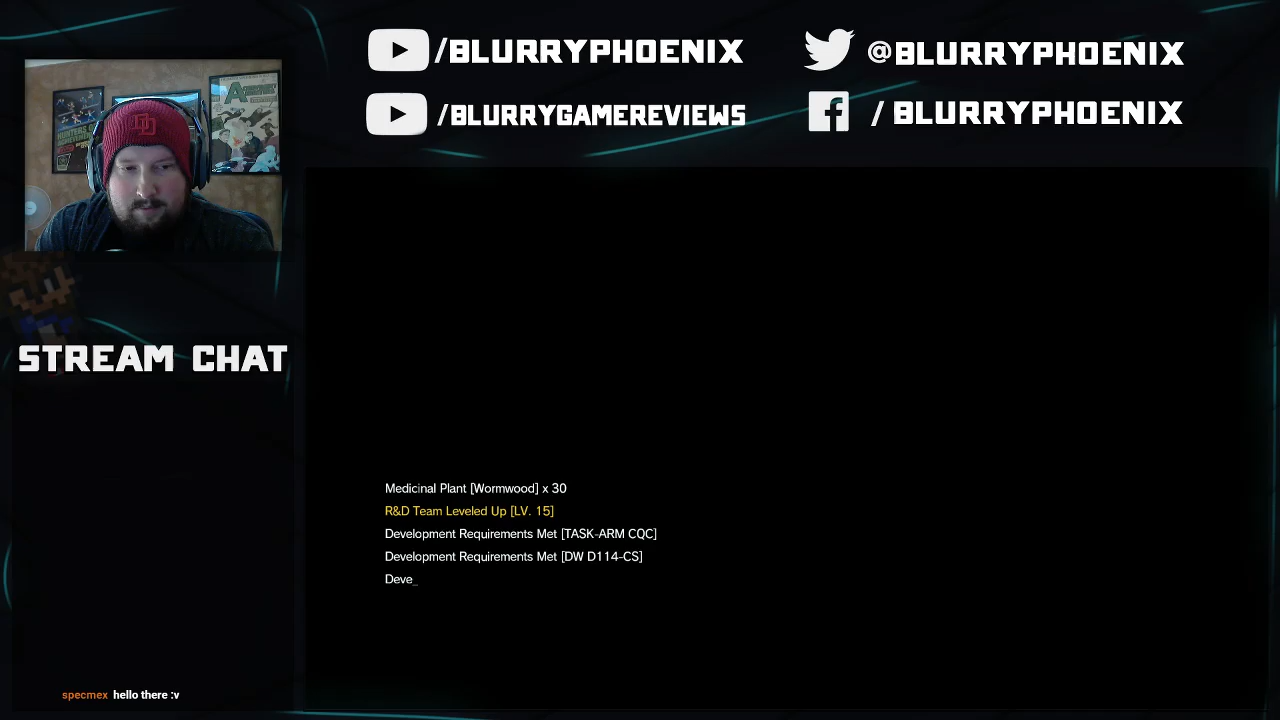 /BLURRYPHOENIX
@BLURRYPHOENIX
/BLURRYGAMEREVIEWS
/ BLURRYPHOENIX
STREAM CHAT
Medicinal Plant [Wormwood] x 30
R&D Team Leveled Up [LV. 15]
Development Requirements Met [TASK-ARM CQC]
Development Requirements Met [DW D114-CS]
Deve_
specmex hello there :v